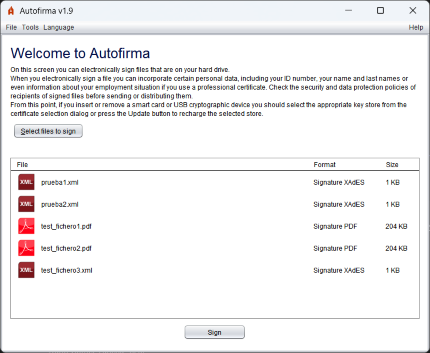 Autofirma v1.9
File Tools Language Help
Welcome to Autofirma
On this screen you can electronically sign files that are on your hard drive.
When you electronically sign a file you can incorporate certain personal data, including your ID number, your name and last names or
even information about your employment situation if you use a professional certificate. Check the security and data protection policies of
recipients of signed files before sending or distributing them.
From this point, if you insert or remove a smart card or USB cryptographic device you should select the appropriate key store from the
certificate selection dialog or press the Update button to recharge the selected store.
Select files to sign
File Format Size
XML prueba1.xml Signature XAdES 1 KB
XML prueba2.xml Signature XAdES 1 KB
test_fichero1.pdf Signature PDF 204 KB
test_fichero2.pdf Signature PDF 204 KB
XML test_fichero3.xml Signature XAdES 1 KB
Sign